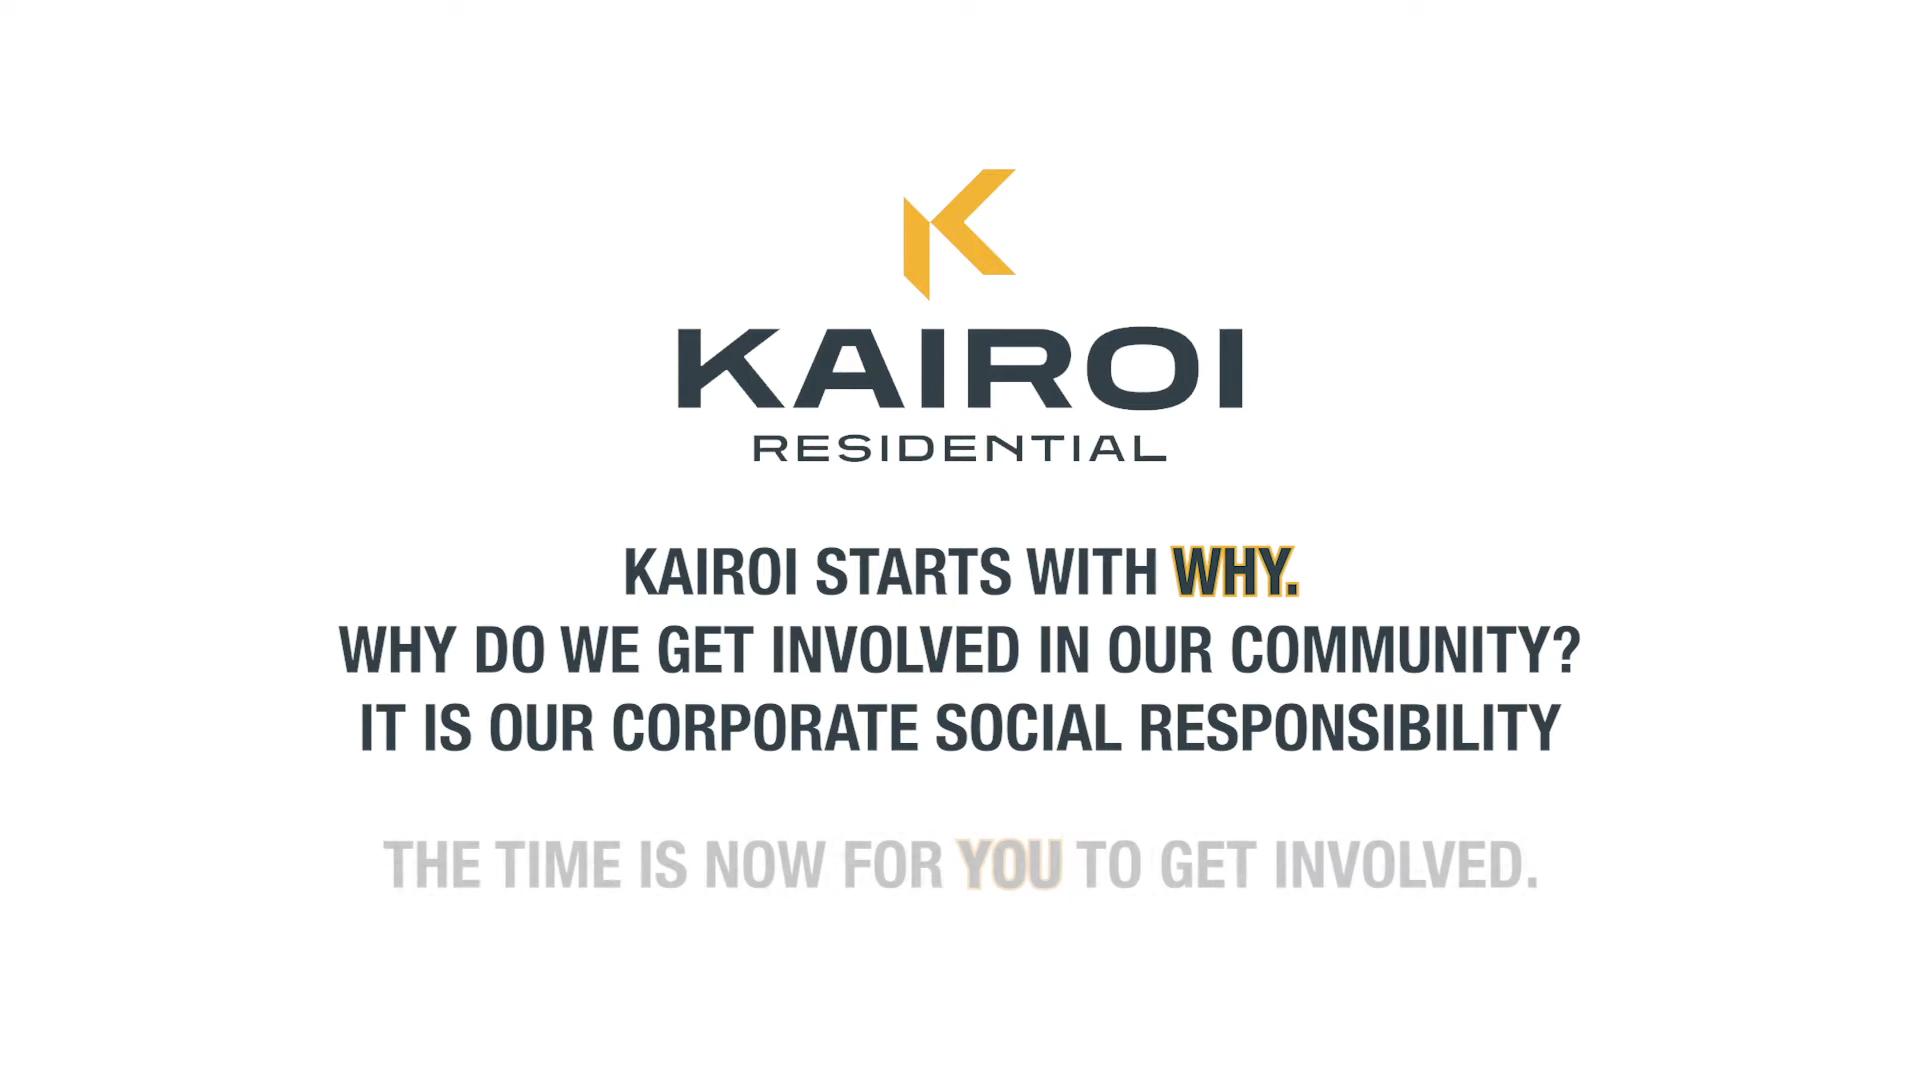 KAIROI
RESIDENTIAL
KAIROI STARTS WITH WHY.
WHY DO WE GET INVOLVED IN OUR COMMUNITY?
IT IS OUR CORPORATE SOCIAL RESPONSIBILITY
THE TIME IS NOW FOR YOU TO GET INVOLVED.